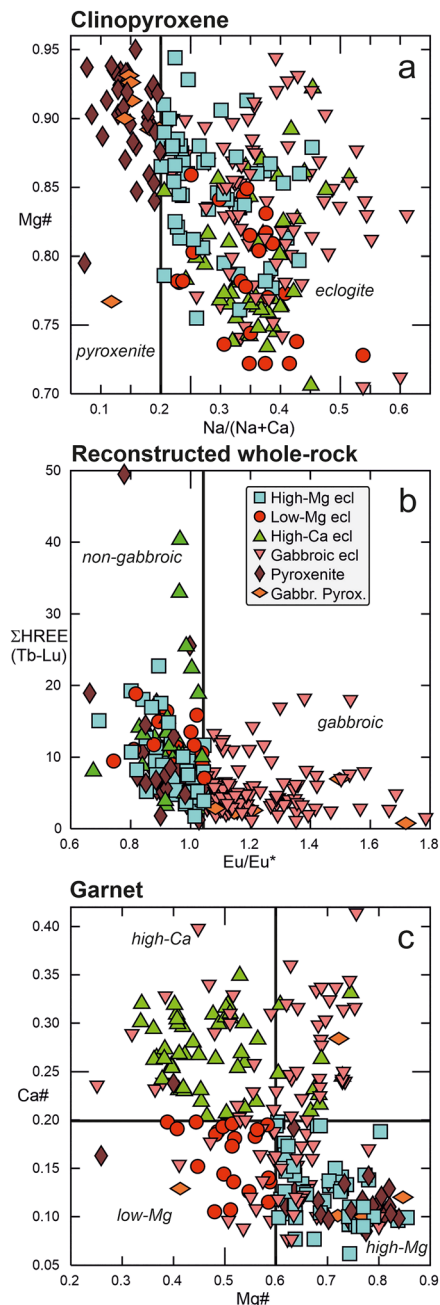 Clinopyroxene
a
0.95
0.90
0.85
Mg#
0.80
0.75
0.70
pyroxenite
eclogite
0.1 0.2 0.3 0.4 0.5 0.6
Na/(Na+Ca)
Reconstructed whole-rock
b
50
40
30
ΣHREE
(Tb-Lu)
20
10
0
non-gabbroic
High-Mg ecl
Low-Mg ecl
High-Ca ecl
Gabbroic ecl
Pyroxenite
Gabbr. Pyrox.
gabbroic
0.6 0.8 1.0 1.2 1.4 1.6 1.8
Eu/Eu*
Garnet
c
high-Ca
0.40
0.35
0.30
0.25
Ca#
0.20
0.15
0.10
0.05
low-Mg
high-Mg
0.2 0.3 0.4 0.5 0.6 0.7 0.8 0.9
Mg#